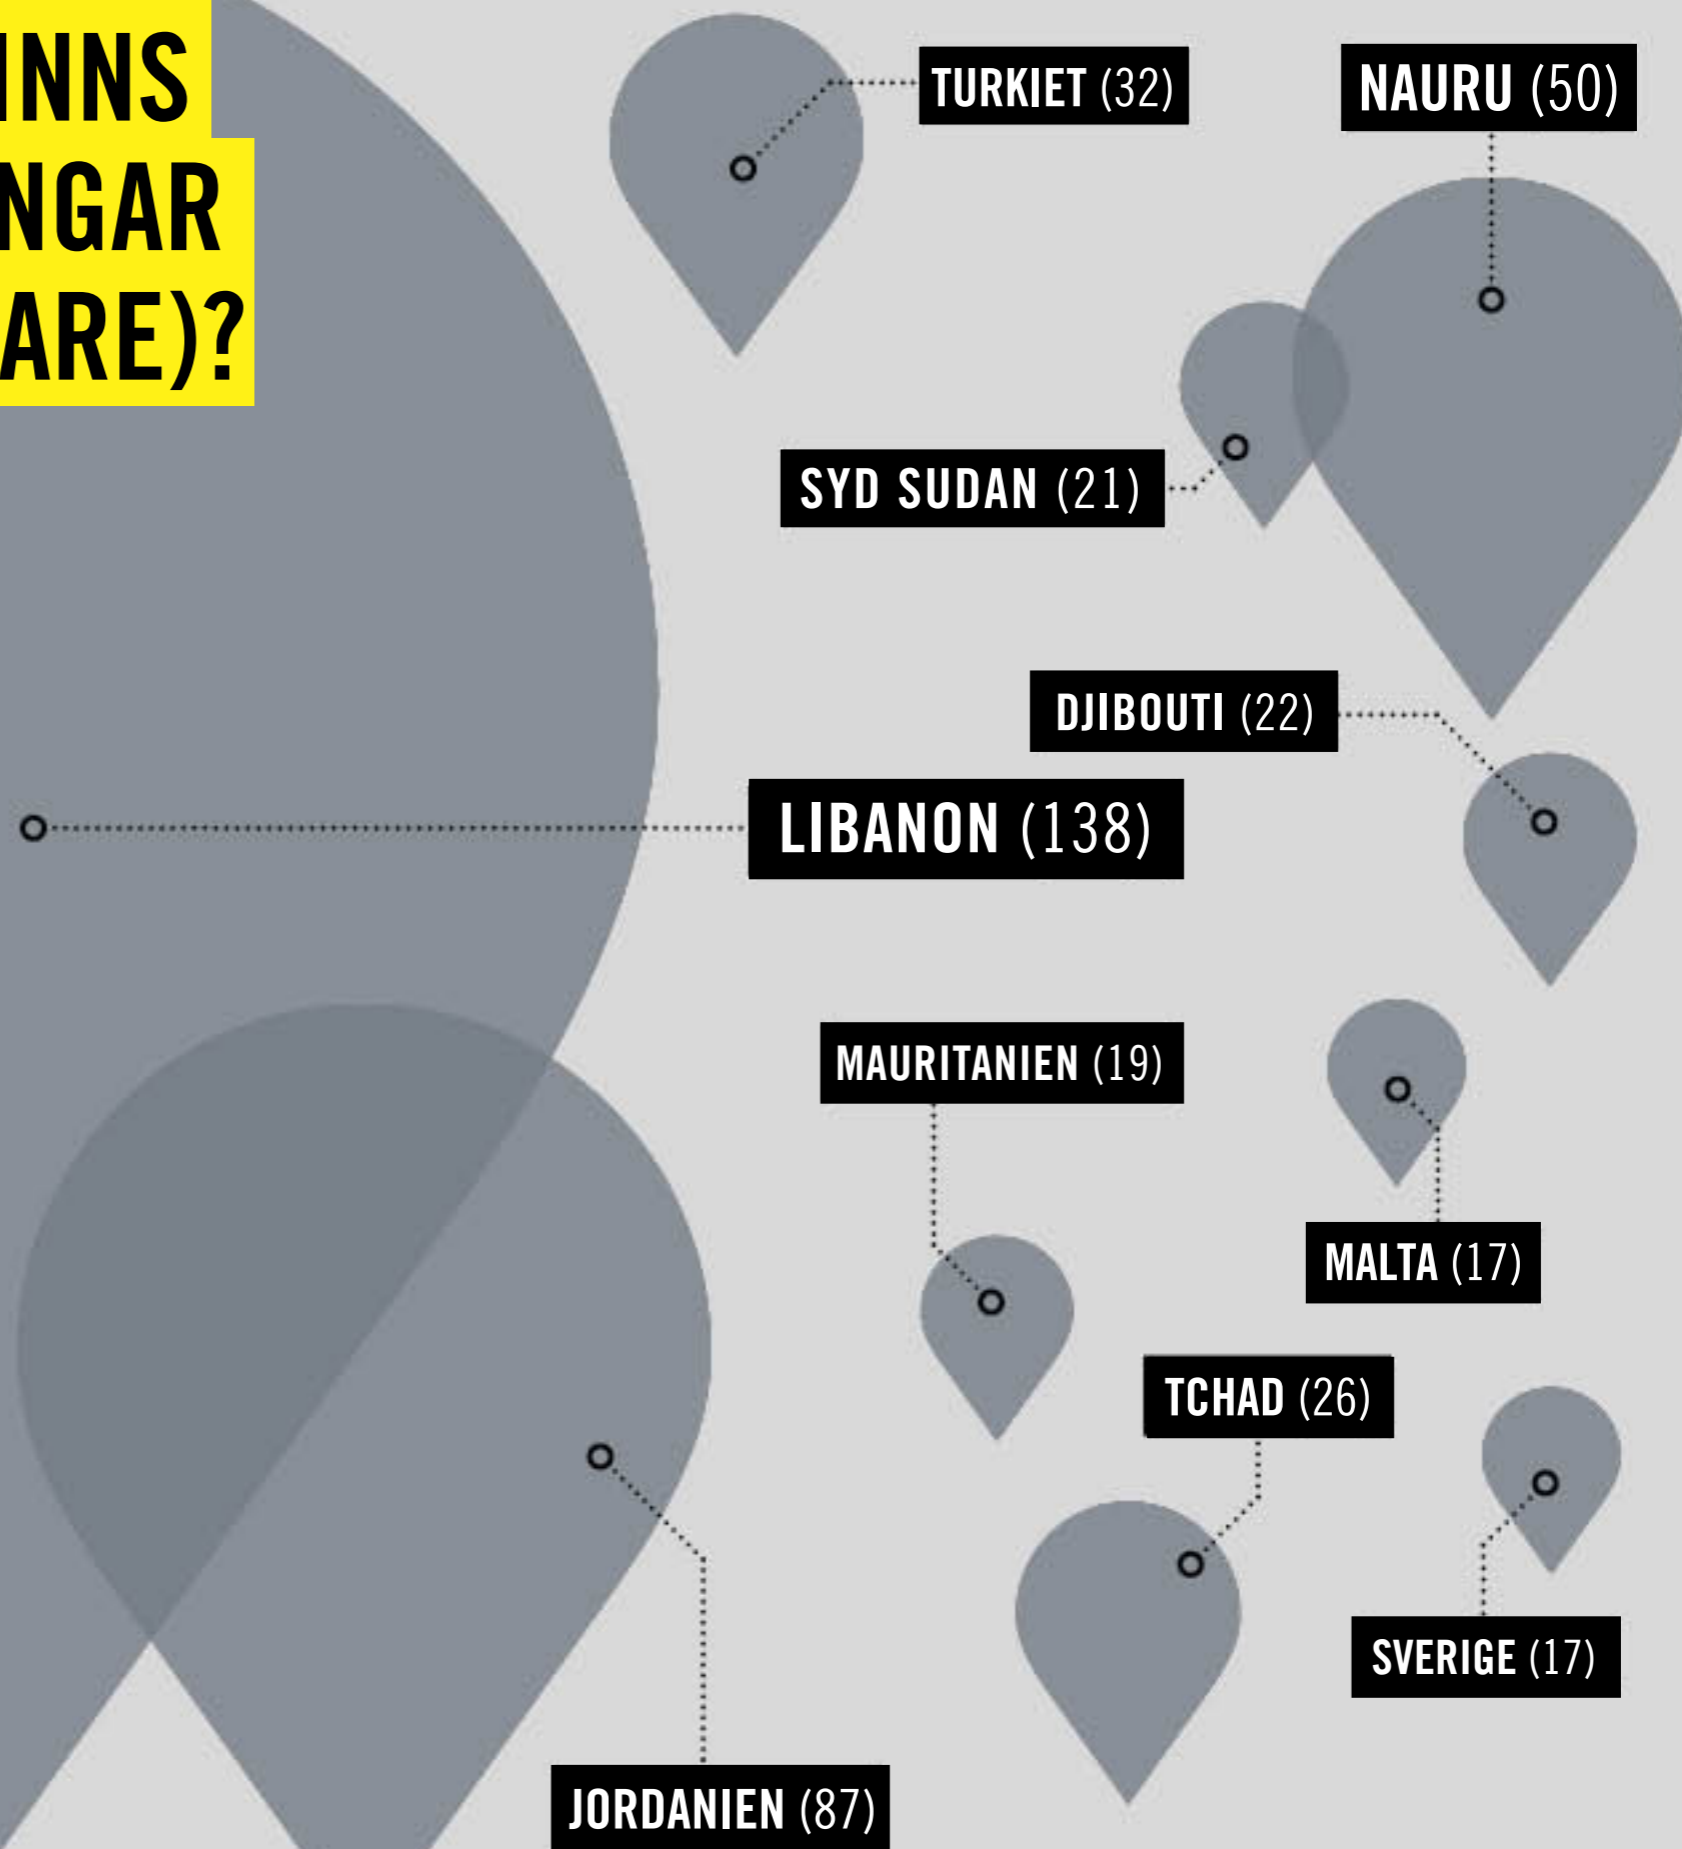 INNS
NGAR
ARE)?
TURKIET (32)
NAURU (50)
SYD SUDAN (21)
DJIBOUTI (22)
LIBANON (138)
MAURITANIEN (19)
MALTA (17)
TCHAD (26)
SVERIGE (17)
JORDANIEN (87)